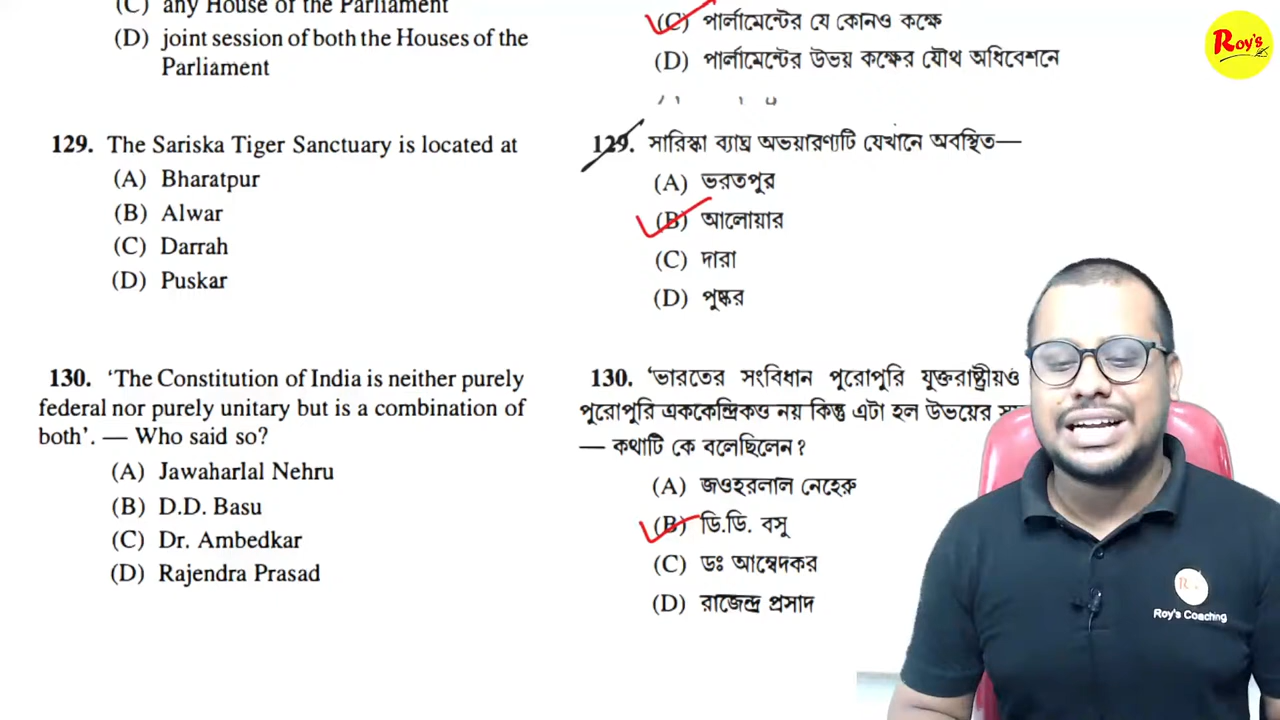 (C) any House of the Parliament
(D) joint session of both the Houses of the
Parliament
129. The Sariska Tiger Sanctuary is located at
(A) Bharatpur
(B) Alwar
(C) Darrah
(D) Puskar
130. ‘The Constitution of India is neither purely
federal nor purely unitary but is a combination of
both’. — Who said so?
(A) Jawaharlal Nehru
(B) D.D. Basu
(C) Dr. Ambedkar
(D) Rajendra Prasad
(C) পার্লামেন্টের যে কোনও কক্ষে
(D) পার্লামেন্টের উভয় কক্ষের যৌথ অধিবেশনে
129. সারিস্কা ব্যাঘ্র অভয়ারণ্যটি যেখানে অবস্থিত—
(A) ভরতপুর
(B) আলোয়ার
(C) দারা
(D) পুষ্কর
130. ‘ভারতের সংবিধান পুরোপুরি যুক্তরাষ্ট্রীয়ও
পুরোপুরি এককেন্দ্রিকও নয় কিন্তু এটা হল উভয়ের
— কথাটি কে বলেছিলেন?
(A) জওহরলাল নেহেরু
(B) ডি.ডি. বসু
(C) ডঃ আম্বেদকর
(D) রাজেন্দ্র প্রসাদ
Roy's
Roy's Coaching